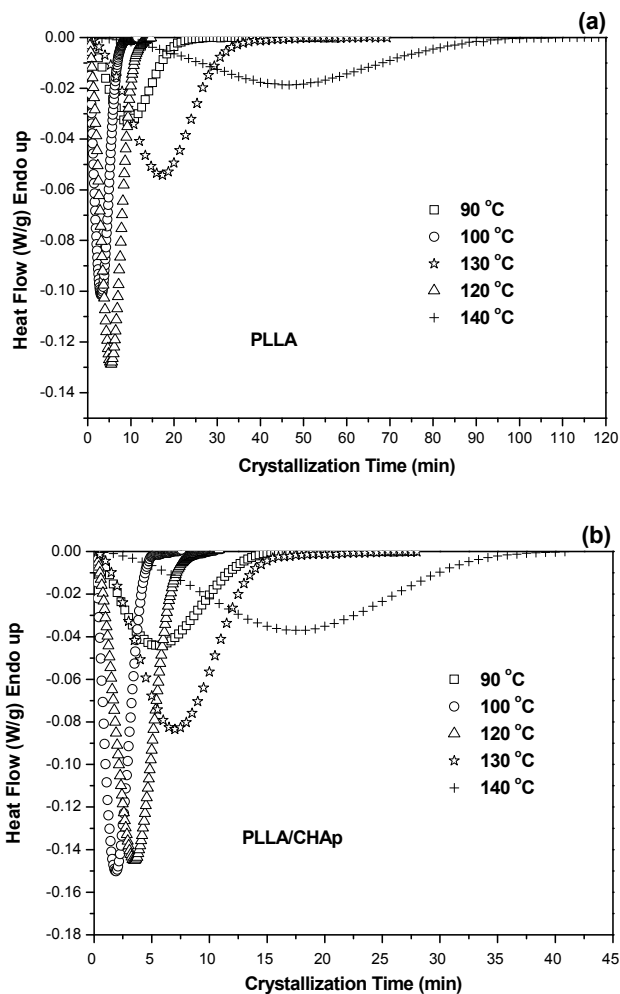 (a)
0.00
-0.02
-0.04
-0.06
-0.08
-0.10
-0.12
-0.14
Heat Flow (W/g) Endo up
90 °C
100 °C
130 °C
120 °C
140 °C
PLLA
0 10 20 30 40 50 60 70 80 90 100 110 120
Crystallization Time (min)
(b)
0.00
-0.02
-0.04
-0.06
-0.08
-0.10
-0.12
-0.14
-0.16
-0.18
Heat Flow (W/g) Endo up
90 °C
100 °C
120 °C
130 °C
140 °C
PLLA/CHAp
0 5 10 15 20 25 30 35 40 45
Crystallization Time (min)